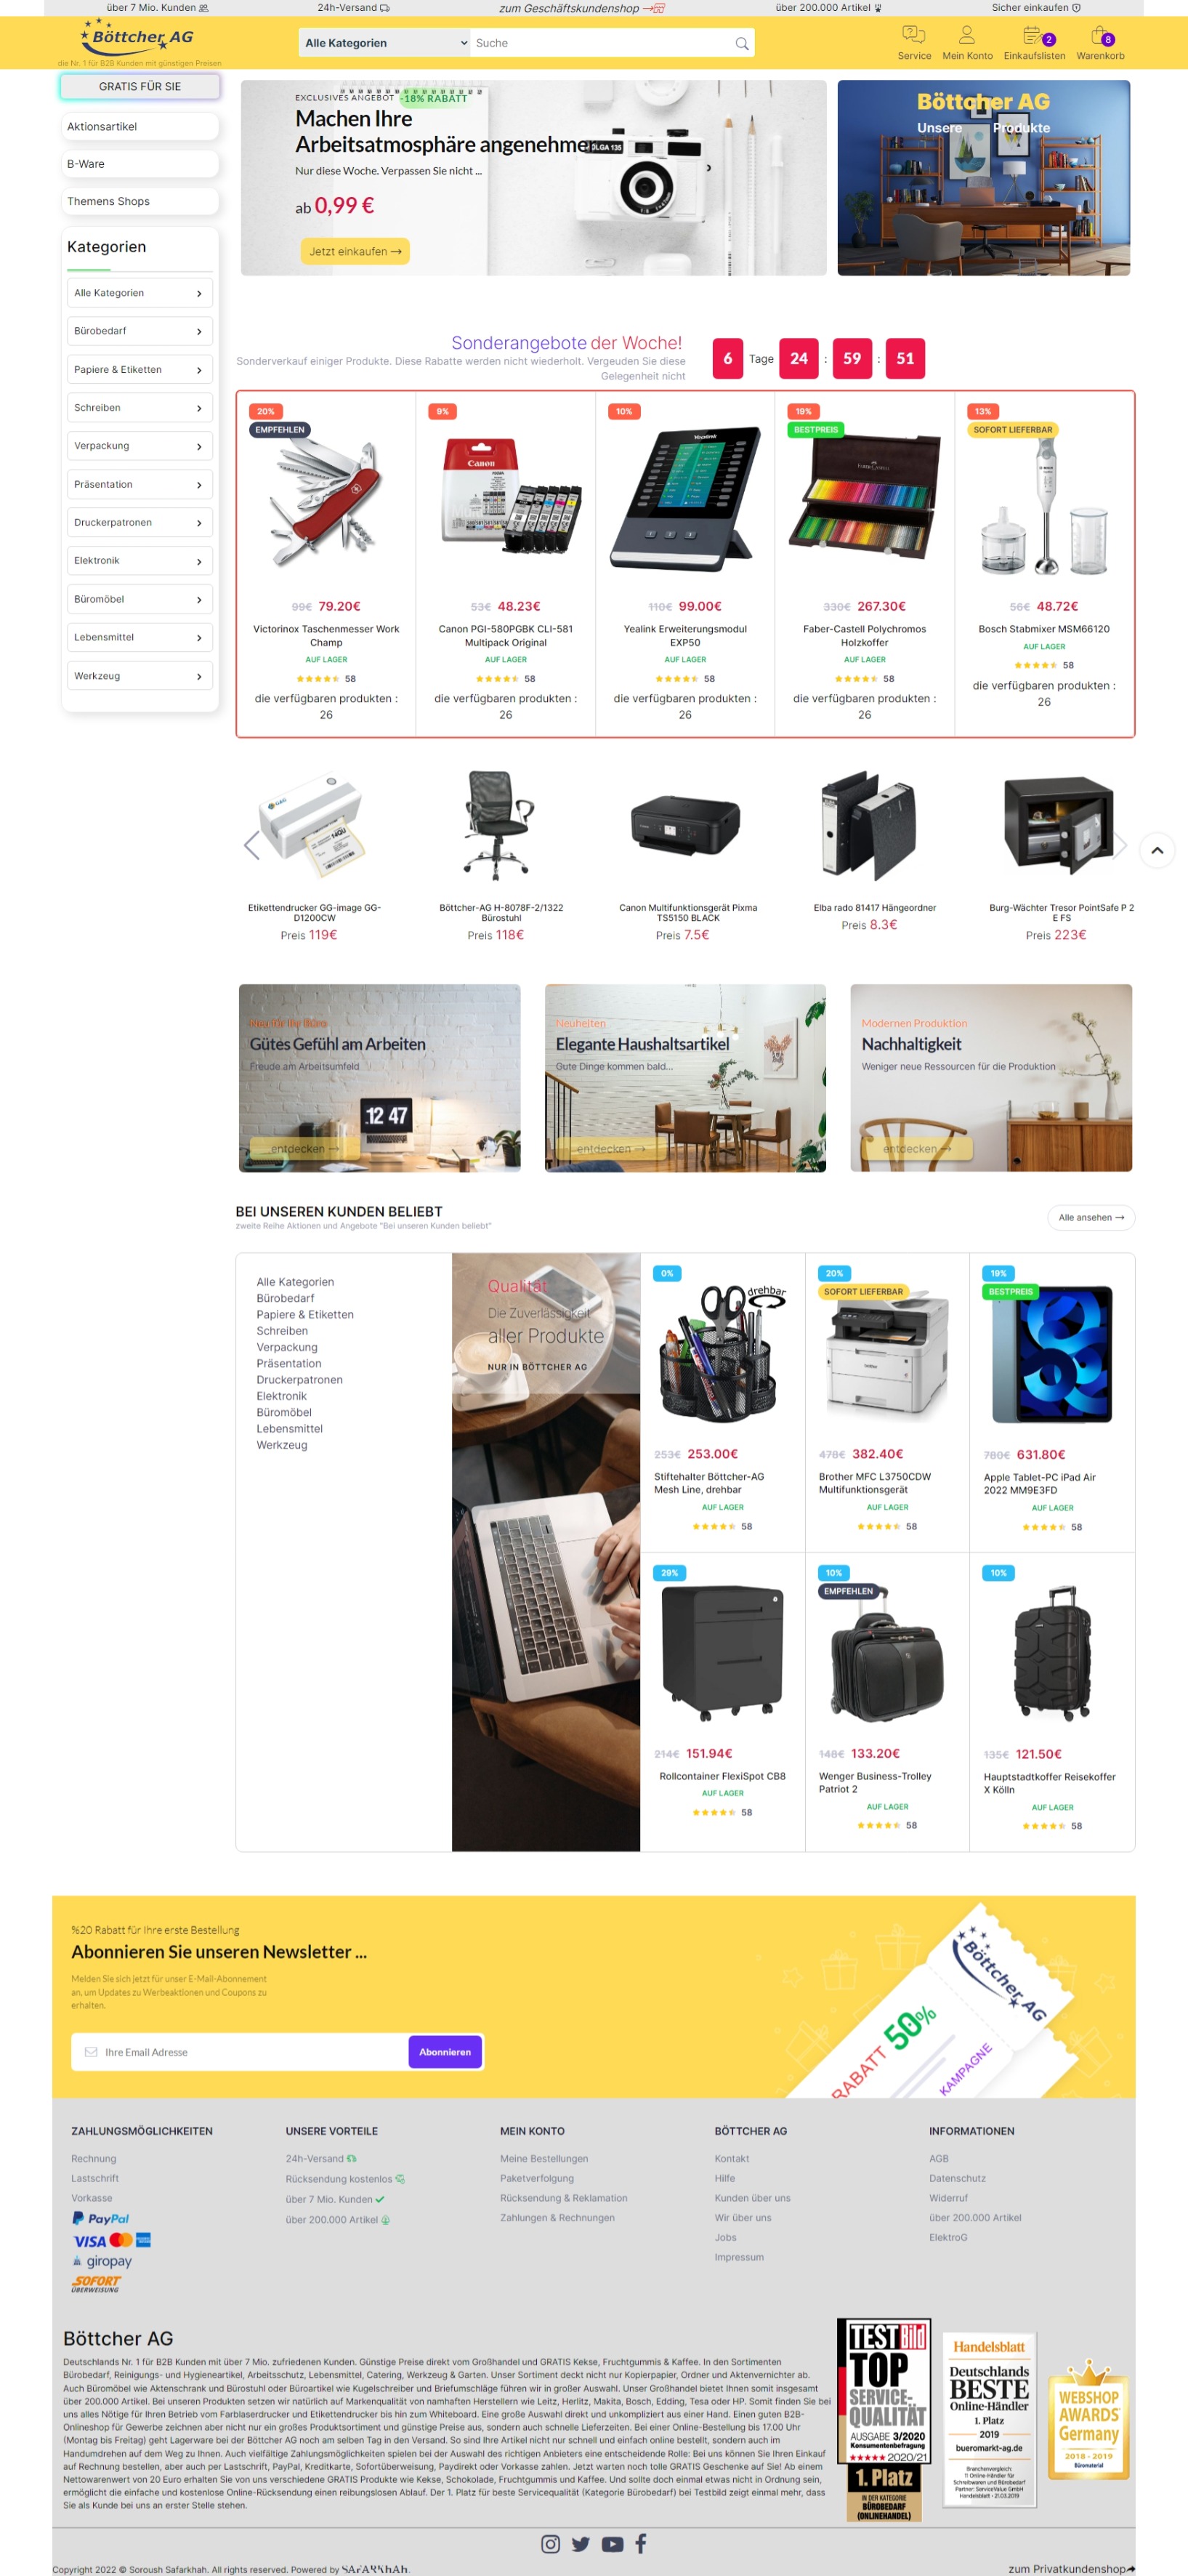 über 7 Mio. Kunden
24h-Versand
zum Geschäftskundenshop
über 200.000 Artikel
Sicher einkaufen
Böttcher AG
die Nr. 1 für B2B Kunden mit günstigen Preisen
Alle Kategorien
Suche
Service
Mein Konto
2
Einkaufslisten
8
Warenkorb
GRATIS FÜR SIE
Aktionsartikel
B-Ware
Themens Shops
Kategorien
Alle Kategorien
Bürobedarf
Papiere & Etiketten
Schreiben
Verpackung
Präsentation
Druckerpatronen
Elektronik
Büromöbel
Lebensmittel
Werkzeug
EXCLUSIVES ANGEBOT -18% RABATT
Machen Ihre
Arbeitsatmosphäre angenehme
Nur diese Woche. Verpassen Sie nicht ...
ab 0,99 €
Jetzt einkaufen →
Böttcher AG
Unsere Produkte
Sonderangebote der Woche!
Sonderverkauf einiger Produkte. Diese Rabatte werden nicht wiederholt. Vergeuden Sie diese
Gelegenheit nicht
6 Tage 24 : 59 : 51
20%
EMPFEHLEN
99€ 79.20€
Victorinox Taschenmesser Work
Champ
AUF LAGER
58
die verfügbaren produkten :
26
9%
Canon
53€ 48.23€
Canon PGI-580PGBK CLI-581
Multipack Original
AUF LAGER
58
die verfügbaren produkten :
26
10%
Yealink
110€ 99.00€
Yealink Erweiterungsmodul
EXP50
AUF LAGER
58
die verfügbaren produkten :
26
19%
BESTPREIS
330€ 267.30€
Faber-Castell Polychromos
Holzkoffer
AUF LAGER
58
die verfügbaren produkten :
26
13%
SOFORT LIEFERBAR
56€ 48.72€
Bosch Stabmixer MSM66120
AUF LAGER
58
die verfügbaren produkten :
26
Etikettendrucker GG-image GG-
D1200CW
Preis 119€
Böttcher-AG H-8078F-2/1322
Bürostuhl
Preis 118€
Canon Multifunktionsgerät Pixma
TS5150 BLACK
Preis 7.5€
Elba rado 81417 Hängeordner
Preis 8.3€
Burg-Wächter Tresor PointSafe P 2
E FS
Preis 223€
Neu für Ihr Büro
Gutes Gefühl am Arbeiten
Freude am Arbeitsumfeld
12 47
entdecken →
Neuheiten
Elegante Haushaltsartikel
Gute Dinge kommen bald...
entdecken →
Modernen Produktion
Nachhaltigkeit
Weniger neue Ressourcen für die Produktion
entdecken →
BEI UNSEREN KUNDEN BELIEBT
zweite Reihe Aktionen und Angebote "Bei unseren Kunden beliebt"
Alle ansehen →
Alle Kategorien
Bürobedarf
Papiere & Etiketten
Schreiben
Verpackung
Präsentation
Druckerpatronen
Elektronik
Büromöbel
Lebensmittel
Werkzeug
Qualität
Die Zuverlässigkeit
aller Produkte
NUR IN BÖTTCHER AG
0%
drehbar
253€ 253.00€
Stiftehalter Böttcher-AG
Mesh Line, drehbar
AUF LAGER
58
20%
SOFORT LIEFERBAR
478€ 382.40€
Brother MFC L3750CDW
Multifunktionsgerät
AUF LAGER
58
19%
BESTPREIS
780€ 631.80€
Apple Tablet-PC iPad Air
2022 MM9E3FD
AUF LAGER
58
29%
214€ 151.94€
Rollcontainer FlexiSpot CB8
AUF LAGER
58
10%
EMPFEHLEN
148€ 133.20€
Wenger Business-Trolley
Patriot 2
AUF LAGER
58
10%
135€ 121.50€
Hauptstadtkoffer Reisekoffer
X Kölln
AUF LAGER
58
%20 Rabatt für Ihre erste Bestellung
Abonnieren Sie unseren Newsletter ...
Melden Sie sich jetzt für unser E-Mail-Abonnement
an, um Updates zu Werbeaktionen und Coupons zu
erhalten.
Ihre Email Adresse
Abonnieren
Böttcher AG
RABATT 50%
KAMPAGNE
ZAHLUNGSMÖGLICHKEITEN
Rechnung
Lastschrift
Vorkasse
PayPal
VISA
giropay
SOFORT
ÜBERWEISUNG
UNSERE VORTEILE
24h-Versand
Rücksendung kostenlos
über 7 Mio. Kunden
über 200.000 Artikel
MEIN KONTO
Meine Bestellungen
Paketverfolgung
Rücksendung & Reklamation
Zahlungen & Rechnungen
BÖTTCHER AG
Kontakt
Hilfe
Kunden über uns
Wir über uns
Jobs
Impressum
INFORMATIONEN
AGB
Datenschutz
Widerruf
über 200.000 Artikel
ElektroG
Böttcher AG
Deutschlands Nr. 1 für B2B Kunden mit über 7 Mio. zufriedenen Kunden. Günstige Preise direkt vom Großhandel und GRATIS Kekse, Fruchtgummis & Kaffee. In den Sortimenten
Bürobedarf, Reinigungs- und Hygieneartikel, Arbeitsschutz, Lebensmittel, Catering, Werkzeug & Garten. Unser Sortiment deckt nicht nur Kopierpapier, Ordner und Aktenvernichter ab.
Auch Büromöbel wie Aktenschrank und Bürostuhl oder Büroartikel wie Kugelschreiber und Briefumschläge führen wir in großer Auswahl. Unser Großhandel bietet Ihnen somit insgesamt
über 200.000 Artikel. Bei unseren Produkten setzen wir natürlich auf Markenqualität von namhaften Herstellern wie Leitz, Herlitz, Makita, Bosch, Edding, Tesa oder HP. Somit finden Sie bei
uns alles Nötige für Ihren Betrieb vom Farblaserdrucker und Etikettendrucker bis hin zum Whiteboard. Eine große Auswahl direkt und unkompliziert aus einer Hand. Einen guten B2B-
Onlineshop für Gewerbe zeichnen aber nicht nur ein großes Produktsortiment und günstige Preise aus, sondern auch schnelle Lieferzeiten. Bei einer Online-Bestellung bis 17.00 Uhr
(Montag bis Freitag) geht Lagerware bei der Böttcher AG noch am selben Tag in den Versand. So sind Ihre Artikel nicht nur schnell und einfach online bestellt, sondern auch im
Handumdrehen auf dem Weg zu Ihnen. Auch vielfältige Zahlungsmöglichkeiten spielen bei der Auswahl des richtigen Anbieters eine entscheidende Rolle: Bei uns können Sie Ihren Einkauf
auf Rechnung bestellen, aber auch per Lastschrift, PayPal, Kreditkarte, Sofortüberweisung, Paydirekt oder Vorkasse zahlen. Jetzt warten noch tolle GRATIS Geschenke auf Sie! Ab einem
Nettowarenwert von 20 Euro erhalten Sie von uns verschiedene GRATIS Produkte wie Kekse, Schokolade, Fruchtgummis und Kaffee. Und sollte doch einmal etwas nicht in Ordnung sein,
ermöglicht die einfache und kostenlose Online-Rücksendung einen reibungslosen Ablauf. Der 1. Platz für beste Servicequalität (Kategorie Bürobedarf) bei Testbild zeigt einmal mehr, dass
Sie als Kunde bei uns an erster Stelle stehen.
TEST Bild
TOP
SERVICE-
QUALITÄT
AUSGABE 3/2020
Konsumentenbefragung
★★★★★ 2020/21
1. Platz
IN DER KATEGORIE
BÜROBEDARF
(ONLINEHANDEL)
Handelsblatt
Deutschlands
BESTE
Online-Händler
1. Platz
2019
bueromarkt-ag.de
Branchenvergleich:
11 Online-Händler für
Schreibwaren und Bürobedarf
Partner: ServiceValue GmbH
Handelsblatt · 21.03.2019
WEBSHOP
AWARDS
Germany
2018 - 2019
Büromaterial
Copyright 2022 © Soroush Safarkhah. All rights reserved. Powered by SAFARKHAH.
zum Privatkundenshop